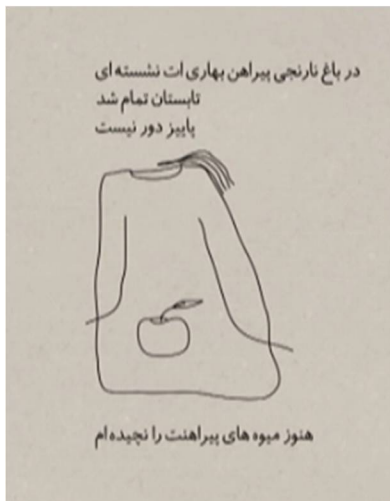 در باغ نارنجی پیراهن بهاری ات نشسته ای
تابستان تمام شد
پاییز دور نیست
هنوز میوه های پیراهنت را نچیده ام